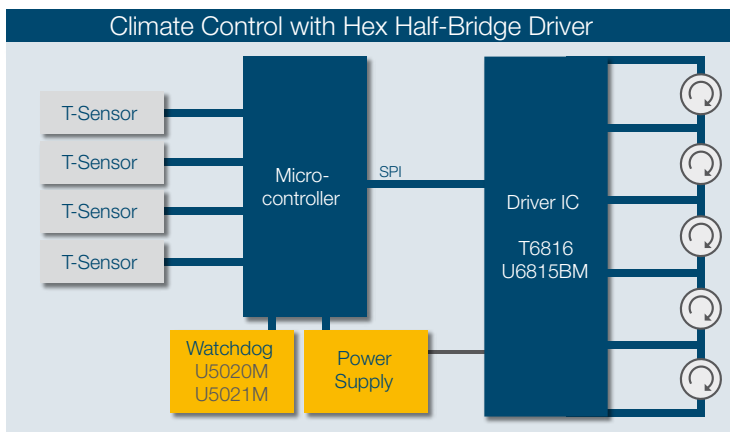 Climate Control with Hex Half-Bridge Driver
T-Sensor
T-Sensor
T-Sensor
T-Sensor
Micro-
controller
SPI
Driver IC
T6816
U6815BM
Watchdog
U5020M
U5021M
Power
Supply